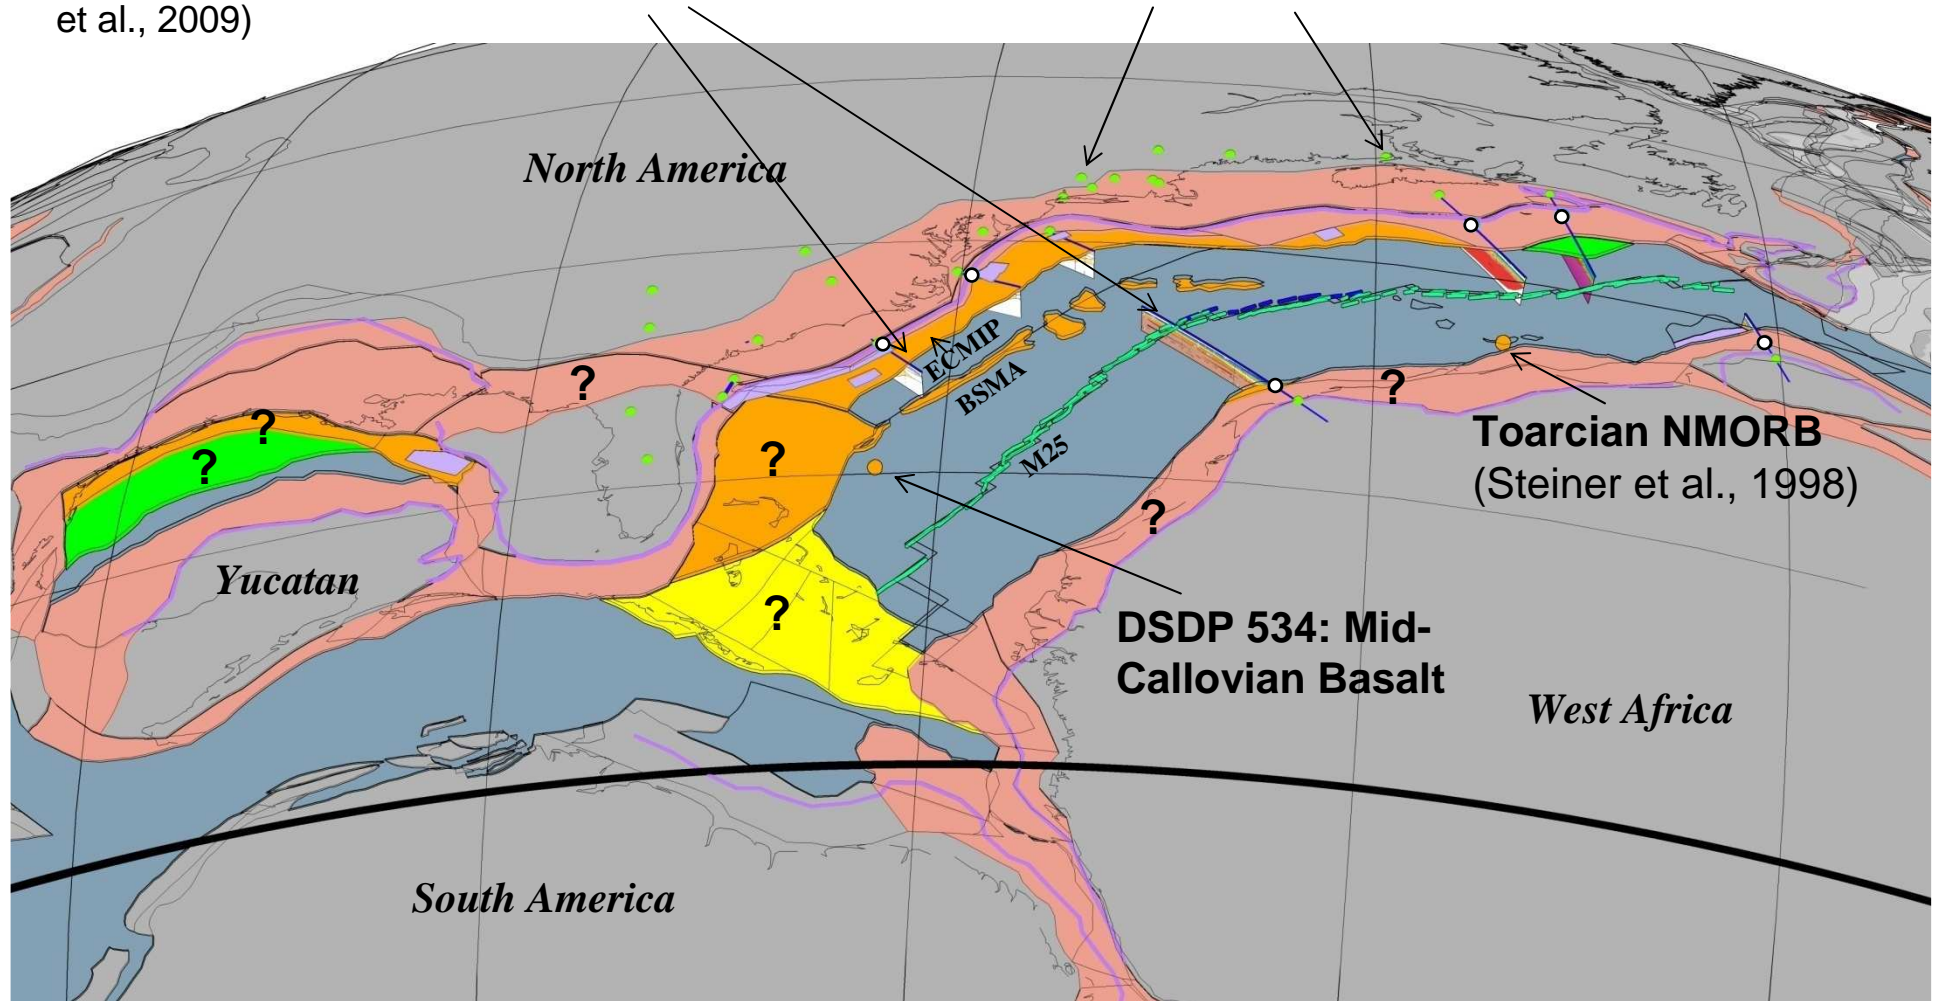 et al., 2009)
North America
ECMIP
BSMA
?
?
?
?
M25
?
Toarcian NMORB
(Steiner et al., 1998)
?
Yucatan
?
DSDP 534: Mid-
Callovian Basalt
West Africa
South America